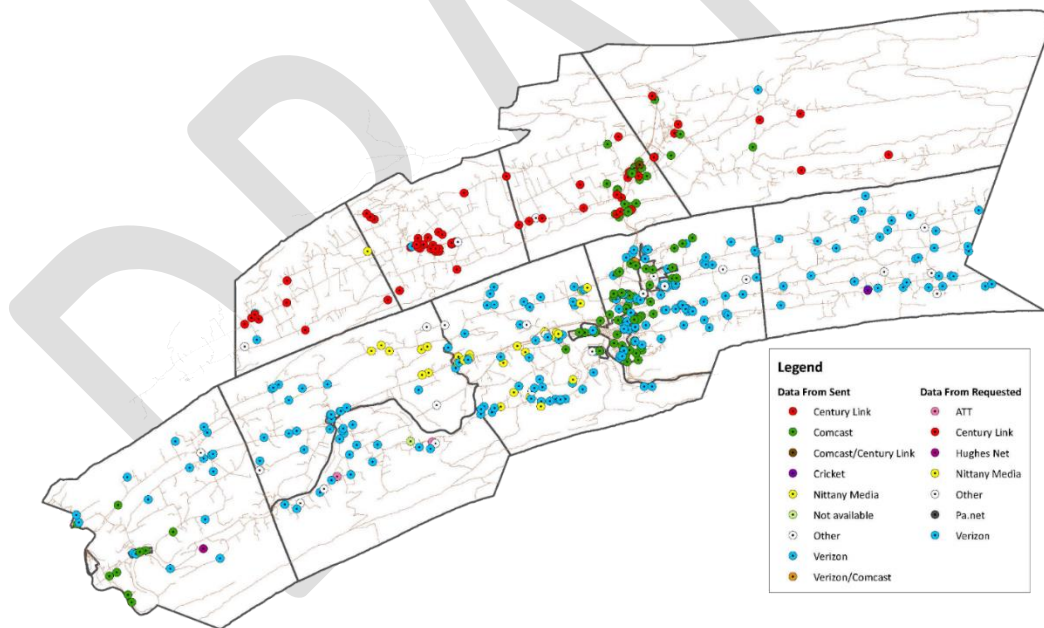 DRAFT
Legend
Data From Sent
Century Link
Comcast
Comcast/Century Link
Cricket
Nittany Media
Not available
Other
Verizon
Verizon/Comcast
Data From Requested
ATT
Century Link
Hughes Net
Nittany Media
Other
Pa.net
Verizon